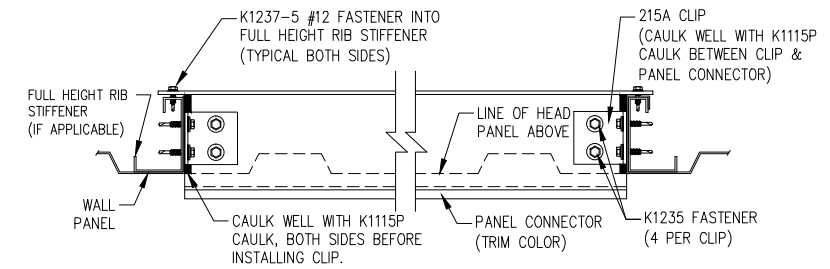 K1237-5 #12 FASTENER INTO
FULL HEIGHT RIB STIFFENER
(TYPICAL BOTH SIDES)
215A CLIP
(CAULK WELL WITH K1115P
CAULK BETWEEN CLIP &
PANEL CONNECTOR)
FULL HEIGHT RIB
STIFFENER
(IF APPLICABLE)
LINE OF HEAD
PANEL ABOVE
WALL
PANEL
CAULK WELL WITH K1115P
CAULK, BOTH SIDES BEFORE
INSTALLING CLIP.
PANEL CONNECTOR
(TRIM COLOR)
K1235 FASTENER
(4 PER CLIP)